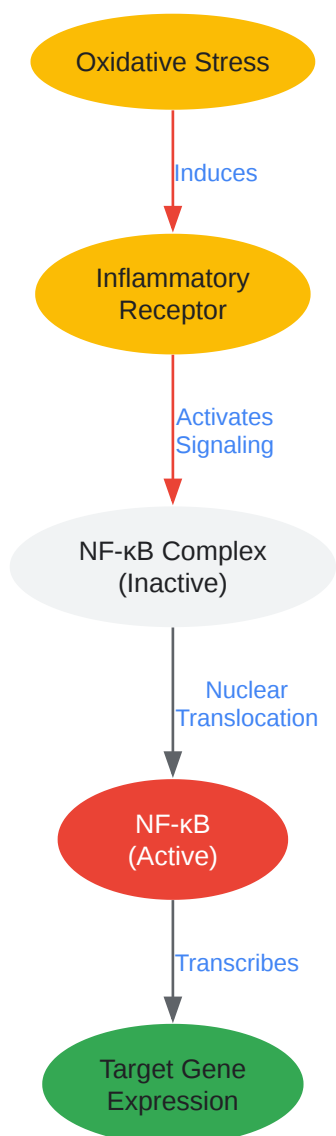 Oxidative Stress
Induces
Inflammatory
Receptor
Activates
Signaling
NF-κB Complex
(Inactive)
Nuclear
Translocation
NF-κB
(Active)
Transcribes
Target Gene
Expression